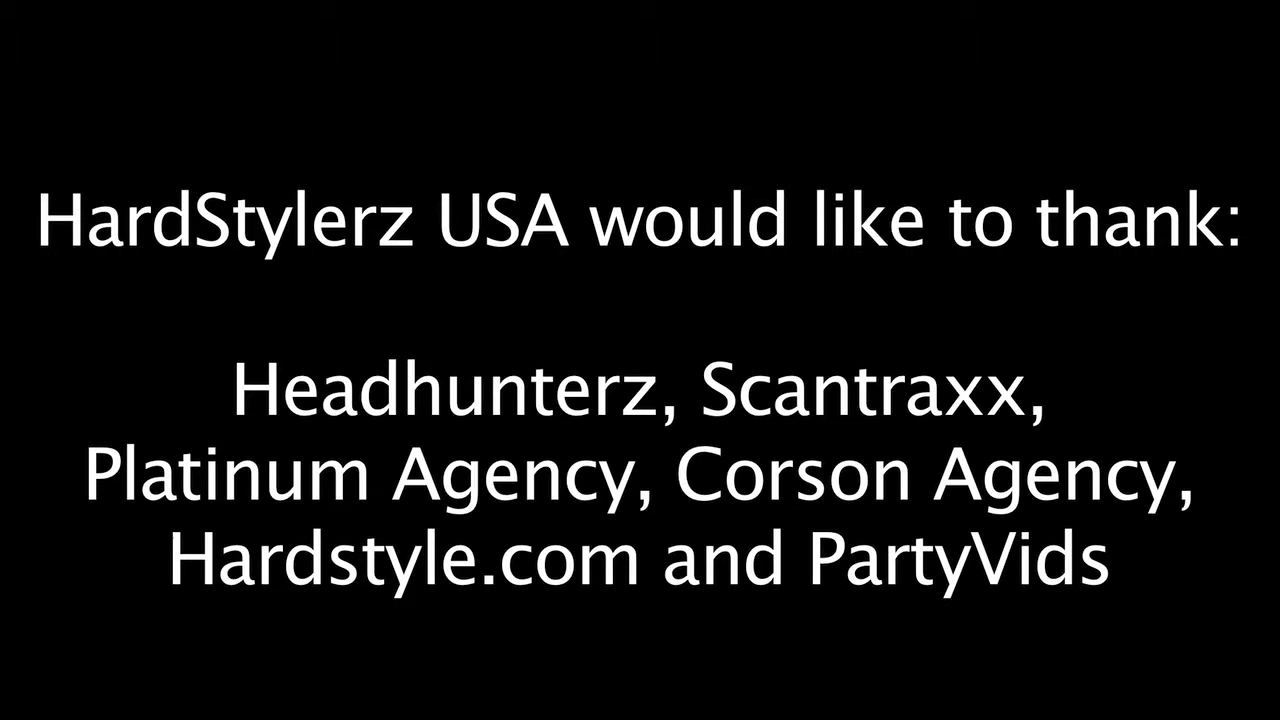 HardStylerz USA would like to thank:
Headhunterz, Scantraxx,
Platinum Agency, Corson Agency,
Hardstyle.com and PartyVids